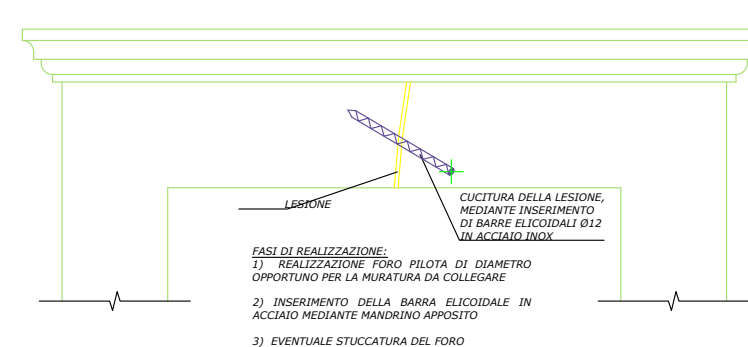 LESIONE
CUCITURA DELLA LESIONE,
MEDIANTE INSERIMENTO
DI BARRE ELICOIDALI Ø12
IN ACCIAIO INOX
FASI DI REALIZZAZIONE:
1) REALIZZAZIONE FORO PILOTA DI DIAMETRO
OPPORTUNO PER LA MURATURA DA COLLEGARE
2) INSERIMENTO DELLA BARRA ELICOIDALE IN
ACCIAIO MEDIANTE MANDRINO APPOSITO
3) EVENTUALE STUCCATURA DEL FORO